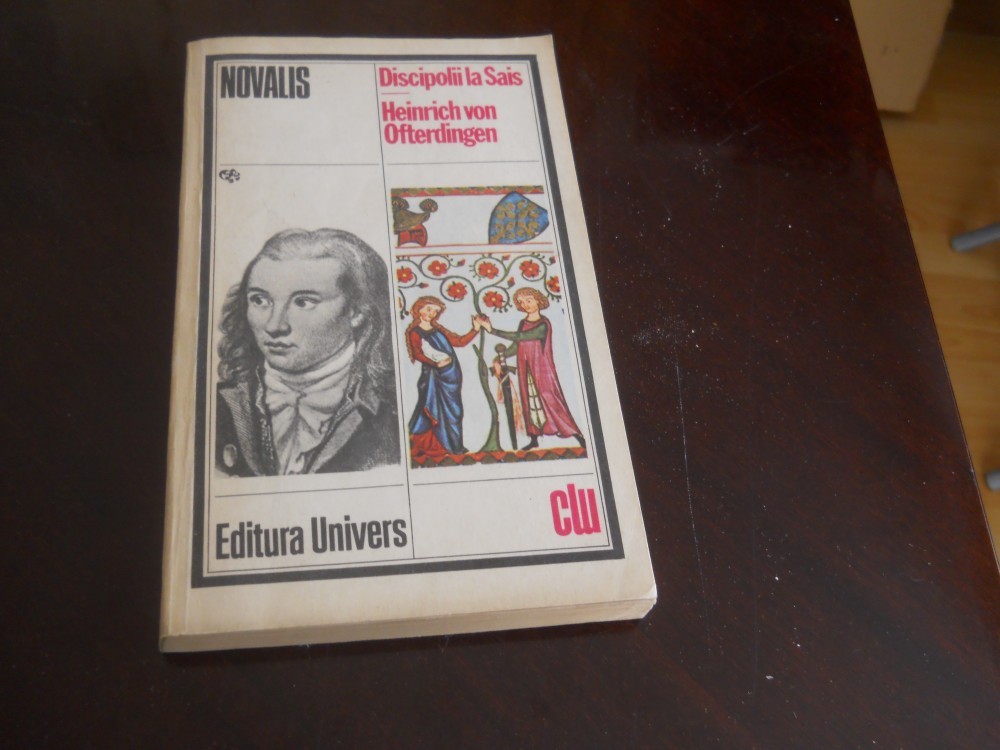 NOVALIS
Discipolii la Sais
Heinrich von
Ofterdingen
Editura Univers
clu